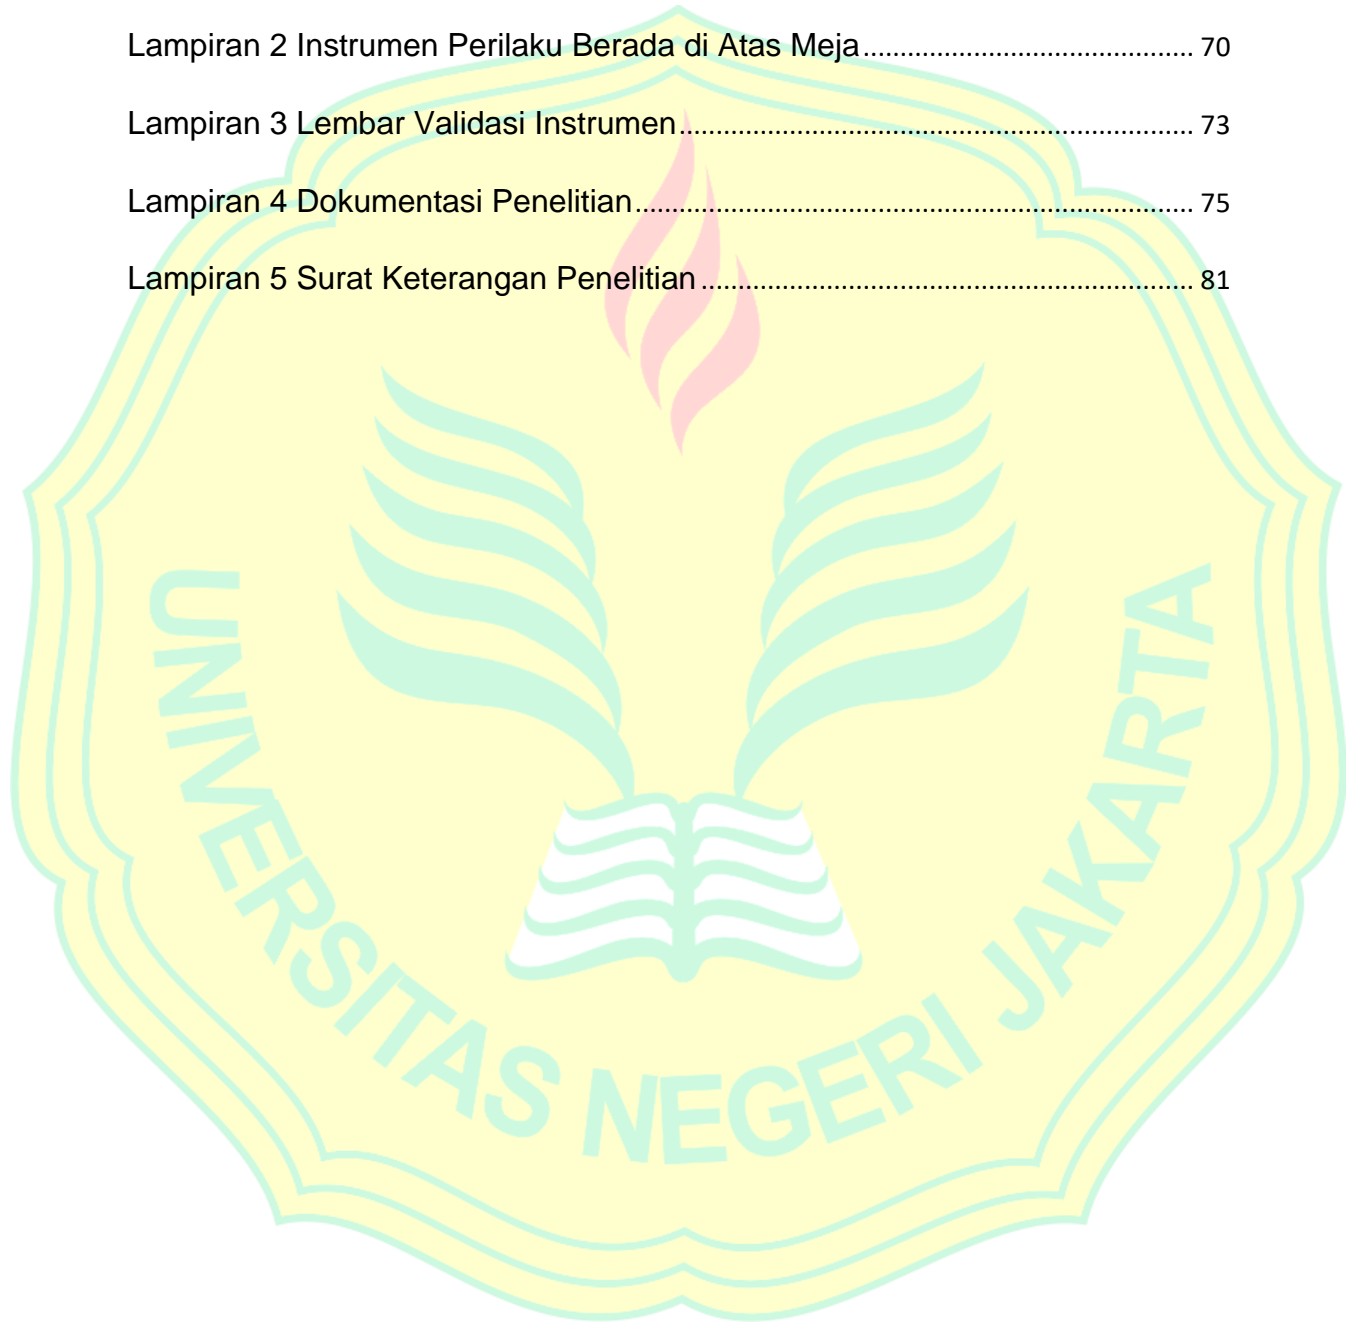 Lampiran 2 Instrumen Perilaku Berada di Atas Meja............................................. 70
Lampiran 3 Lembar Validasi Instrumen...................................................................... 73
Lampiran 4 Dokumentasi Penelitian............................................................................ 75
Lampiran 5 Surat Keterangan Penelitian.................................................................... 81
UNIVERSITAS NEGERI JAKARTA